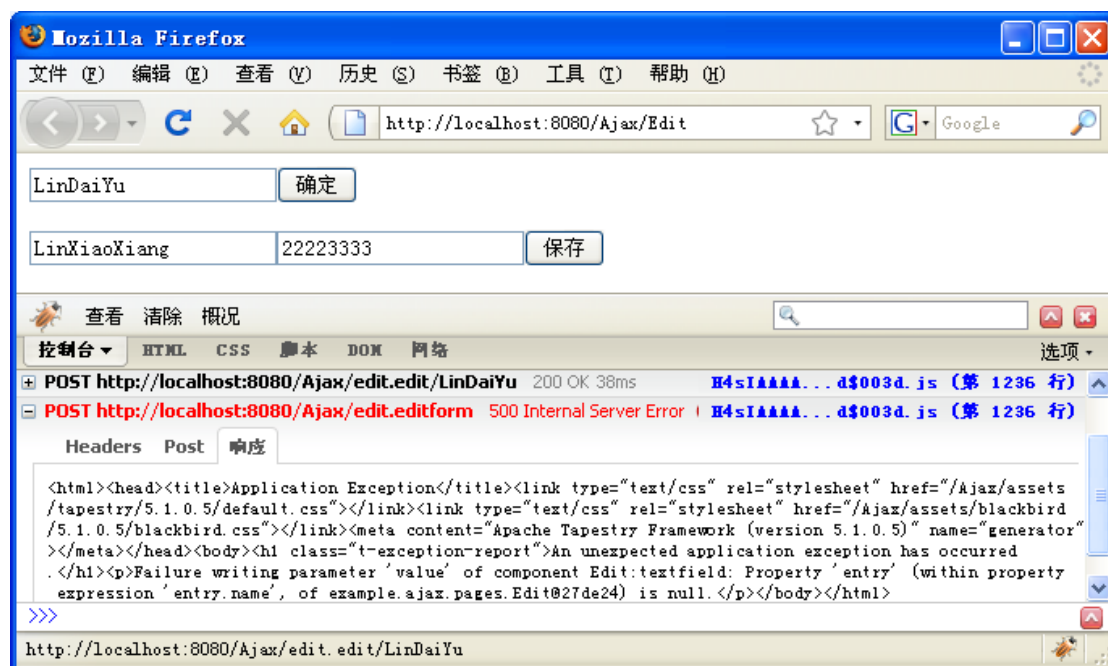 Mozilla Firefox
文件 (F) 编辑 (E) 查看 (V) 历史 (S) 书签 (B) 工具 (T) 帮助 (H)
http://localhost:8080/Ajax/Edit G Google
LinDaiYu 确定
LinXiaoXiang 22223333 保存
查看 清除 概况
控制台 HTML CSS 脚本 DOM 网络 选项
POST http://localhost:8080/Ajax/edit.edit/LinDaiYu 200 OK 38ms H4sIAAAA...d$003d.js (第 1236 行)
POST http://localhost:8080/Ajax/edit.editform 500 Internal Server Error ( H4sIAAAA...d$003d.js (第 1236 行)
Headers Post 响应
<html><head><title>Application Exception</title><link type="text/css" rel="stylesheet" href="/Ajax/assets
/tapestry/5.1.0.5/default.css"></link><link type="text/css" rel="stylesheet" href="/Ajax/assets/blackbird
/5.1.0.5/blackbird.css"></link><meta content="Apache Tapestry Framework (version 5.1.0.5)" name="generator"
></meta></head><body><h1 class="t-exception-report">An unexpected application exception has occurred
.</h1><p>Failure writing parameter 'value' of component Edit:textfield: Property 'entry' (within property
expression 'entry.name', of example.ajax.pages.Edit@27de24) is null.</p></body></html>
>>>
http://localhost:8080/Ajax/edit.edit/LinDaiYu